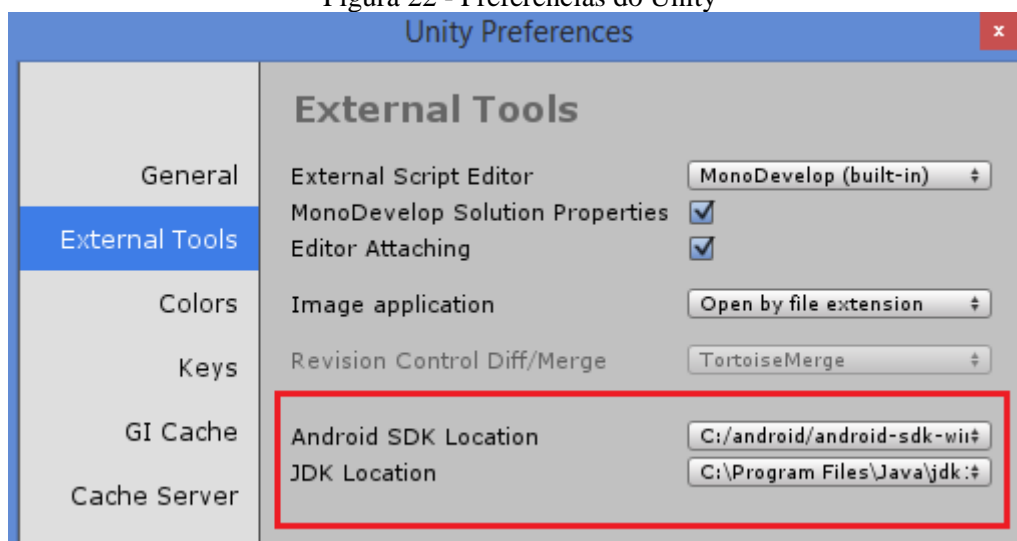 Figura 22 - Preferências do Unity
Unity Preferences
x
External Tools
General
External Tools
Colors
Keys
GI Cache
Cache Server
External Script Editor MonoDevelop (built-in)
MonoDevelop Solution Properties
Editor Attaching
Image application Open by file extension
Revision Control Diff/Merge TortoiseMerge
Android SDK Location C:/android/android-sdk-wi
JDK Location C:\Program Files\Java\jdk